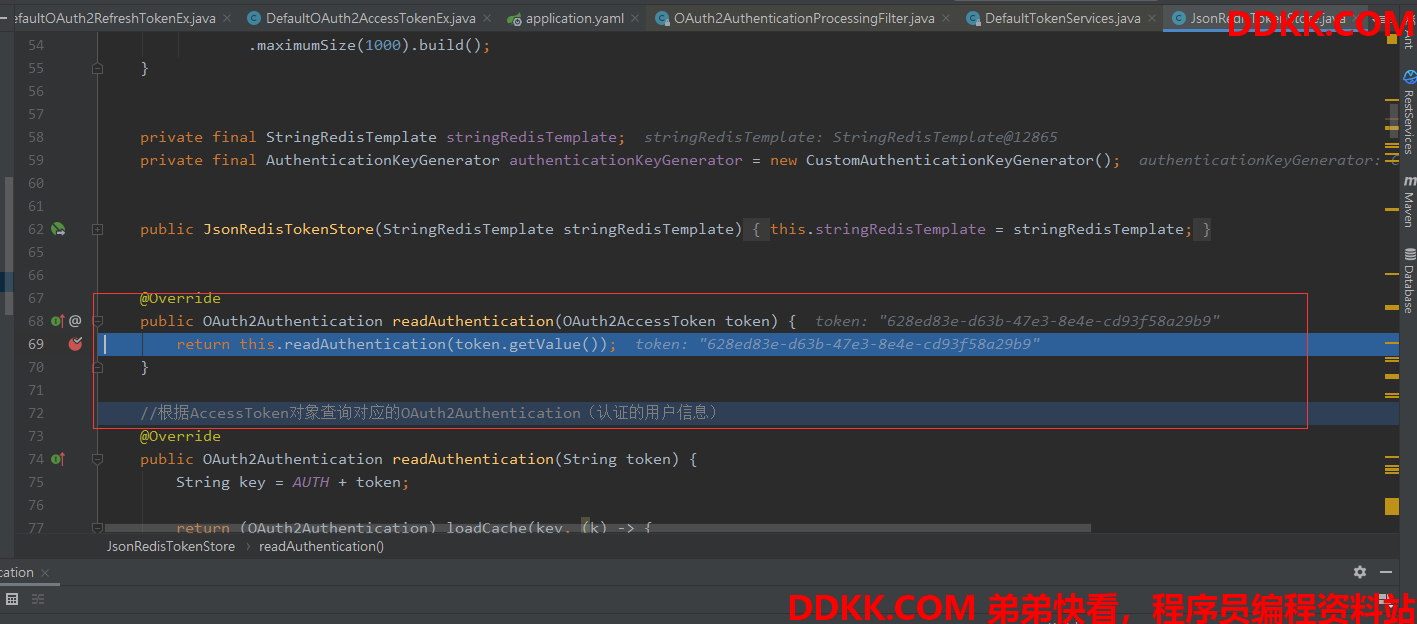 efaultOAuth2RefreshTokenEx.java × DefaultOAuth2AccessTokenEx.java × application.yaml × OAuth2AuthenticationProcessingFilter.java × DefaultTokenServices.java × JsonRedisTokenStore.java
DDKK.COM
54 .maximumSize(1000).build();
55 }
56
57
58 private final StringRedisTemplate stringRedisTemplate; stringRedisTemplate: StringRedisTemplate@12865
59 private final AuthenticationKeyGenerator authenticationKeyGenerator = new CustomAuthenticationKeyGenerator(); authenticationKeyGenerator:
60
61
62 public JsonRedisTokenStore(StringRedisTemplate stringRedisTemplate) { this.stringRedisTemplate = stringRedisTemplate; }
65
66
67 @Override
68 @ public OAuth2Authentication readAuthentication(OAuth2AccessToken token) { token: "628ed83e-d63b-47e3-8e4e-cd93f58a29b9"
69 return this.readAuthentication(token.getValue()); token: "628ed83e-d63b-47e3-8e4e-cd93f58a29b9"
70 }
71
72 //根据AccessToken对象查询对应的OAuth2Authentication（认证的用户信息）
73 @Override
74 public OAuth2Authentication readAuthentication(String token) {
75 String key = AUTH + token;
76
77 return (OAuth2Authentication) loadCache(key, (k) -> {
JsonRedisTokenStore › readAuthentication()
cation ×
nt
RestServices
m Maven
Database
DDKK.COM 弟弟快看，程序员编程资料站